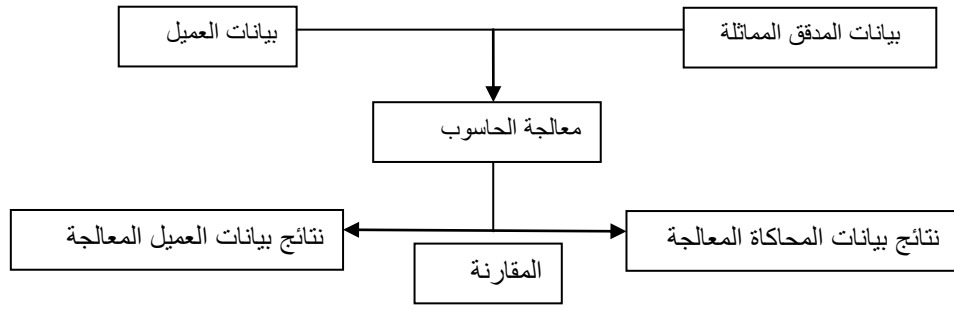 بيانات المدقق المماثلة
بيانات العميل
معالجة الحاسوب
نتائج بيانات المحاكاة المعالجة
نتائج بيانات العميل المعالجة
المقارنة